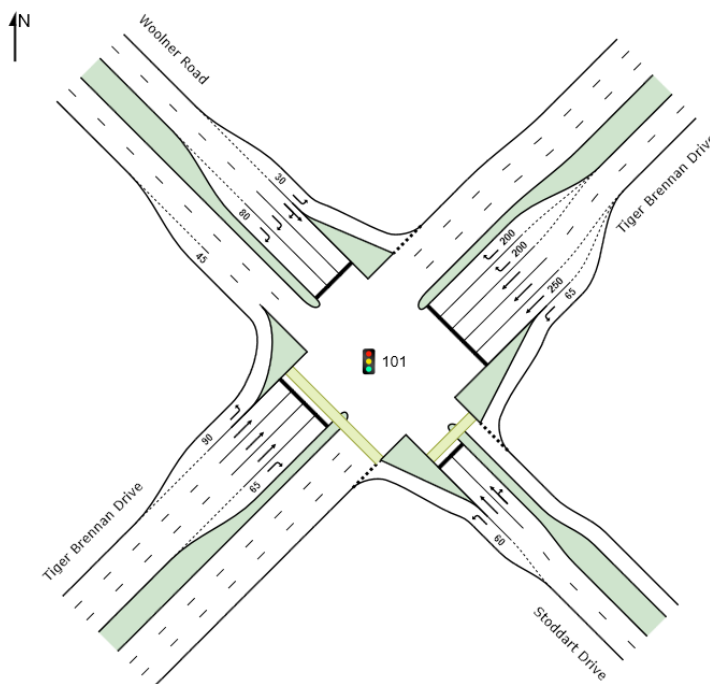 N
Woolner Road
Tiger Brennan Drive
30
80
45
200
200
250
65
101
90
65
60
Tiger Brennan Drive
Stoddart Drive